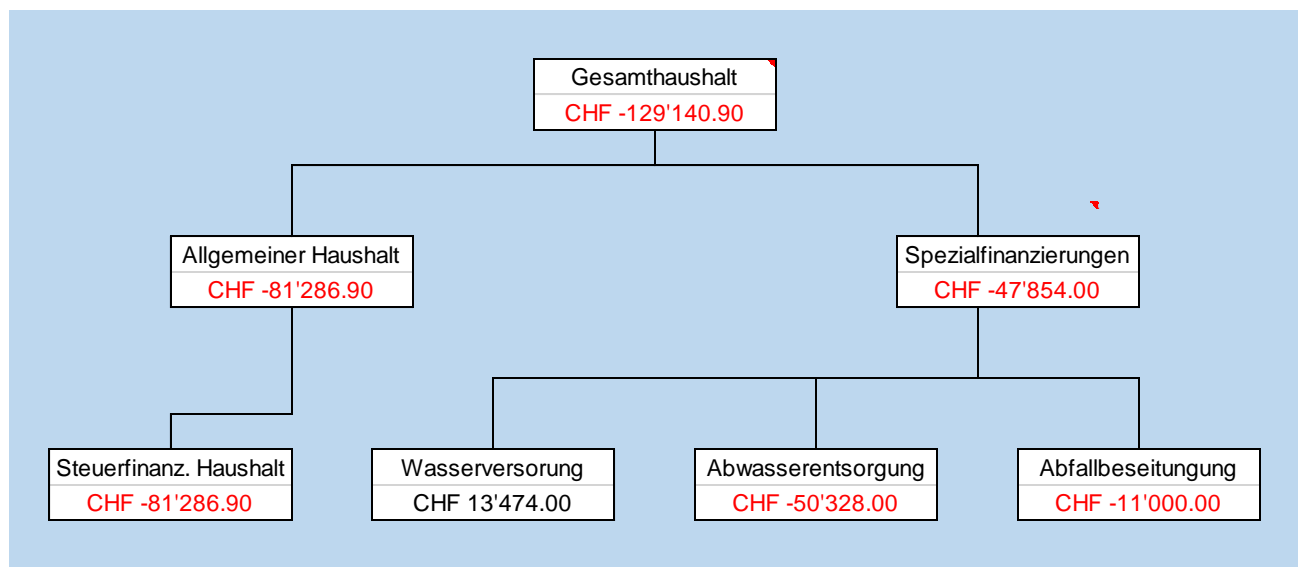 Gesamthaushalt
CHF -129'140.90
Allgemeiner Haushalt
CHF -81'286.90
Spezialfinanzierungen
CHF -47'854.00
Steuerfinanz. Haushalt
CHF -81'286.90
Wasserversorung
CHF 13'474.00
Abwasserentsorgung
CHF -50'328.00
Abfallbeseitungung
CHF -11'000.00